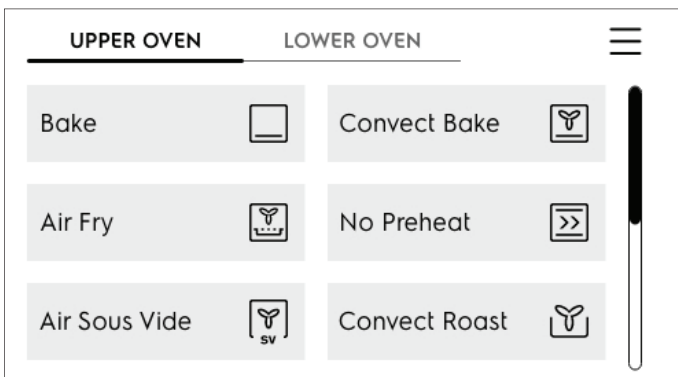 UPPER OVEN LOWER OVEN
Bake Convect Bake
Air Fry No Preheat
Air Sous Vide SV Convect Roast